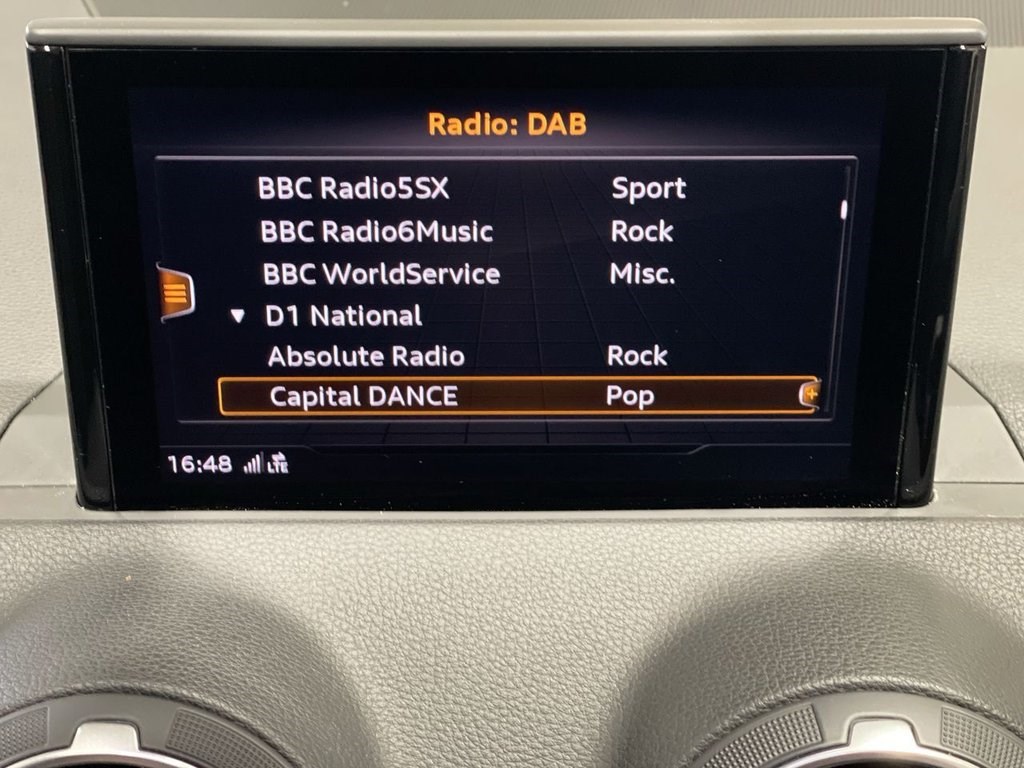 Radio: DAB
BBC Radio5SX Sport
BBC Radio6Music Rock
BBC WorldService Misc.
D1 National
Absolute Radio Rock
Capital DANCE Pop
16:48 LTE